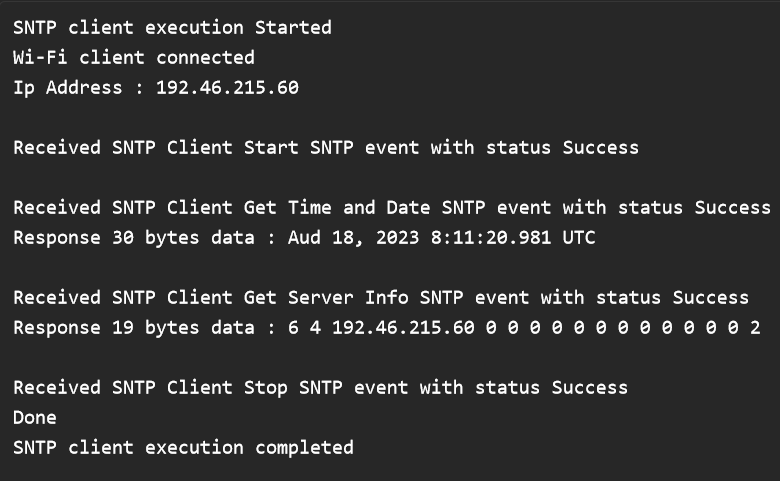 SNTP client execution Started
Wi-Fi client connected
Ip Address : 192.46.215.60
Received SNTP Client Start SNTP event with status Success
Received SNTP Client Get Time and Date SNTP event with status Success
Response 30 bytes data : Aud 18, 2023 8:11:20.981 UTC
Received SNTP Client Get Server Info SNTP event with status Success
Response 19 bytes data : 6 4 192.46.215.60 0 0 0 0 0 0 0 0 0 0 0 0 2
Received SNTP Client Stop SNTP event with status Success
Done
SNTP client execution completed